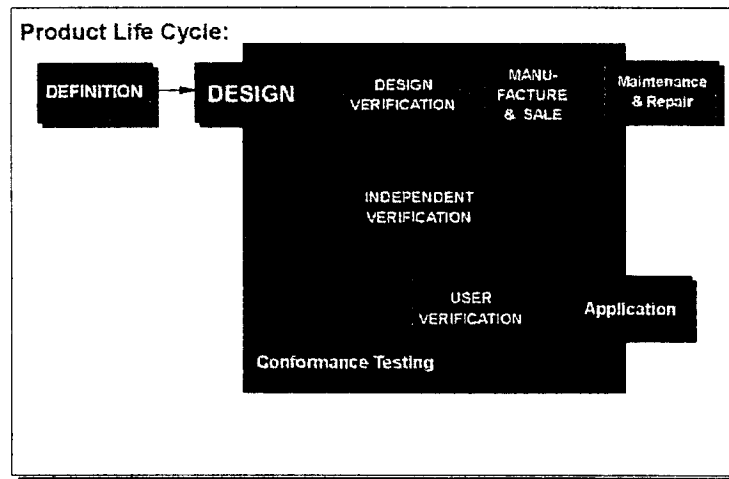 Product Life Cycle:
DEFINITION
DESIGN
DESIGN
VERIFICATION
MANU-
FACTURE
& SALE
Maintenance
& Repair
INDEPENDENT
VERIFICATION
USER
VERIFICATION
Application
Conformance Testing